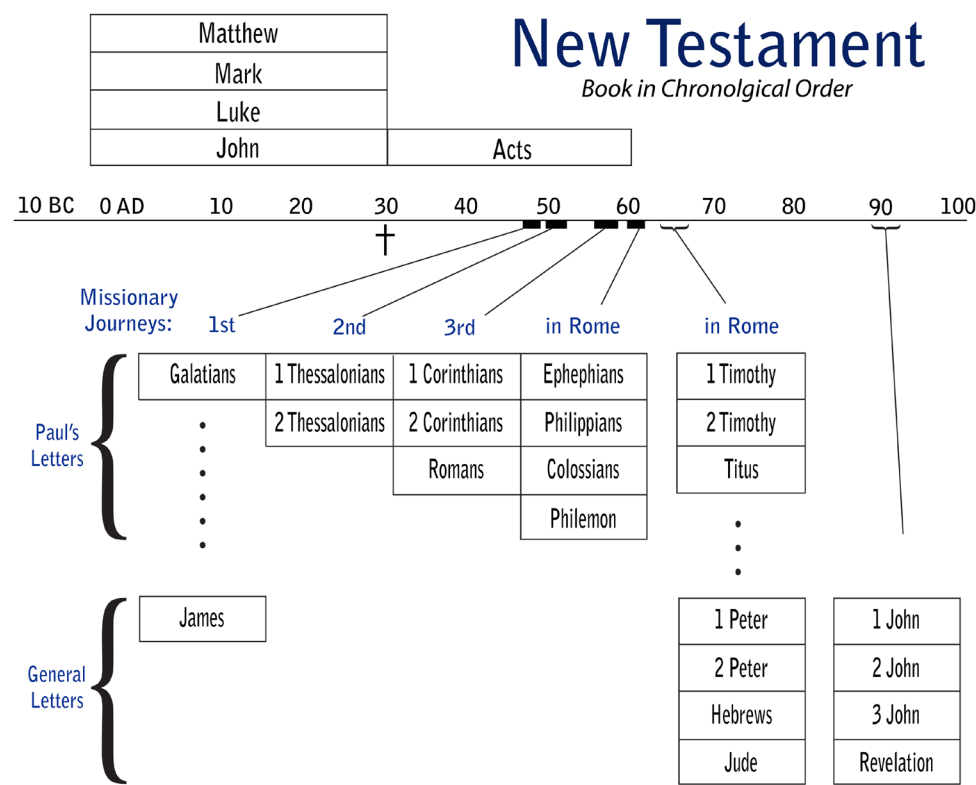 New Testament
Book in Chronolgical Order
Matthew
Mark
Luke
John
Acts
10 BC 0 AD 10 20 30 40 50 60 70 80 90 100
Missionary
Journeys:
1st
2nd
3rd
in Rome
in Rome
Paul's
Letters
Galatians
1 Thessalonians
1 Corinthians
Ephephians
1 Timothy
2 Thessalonians
2 Corinthians
Philippians
2 Timothy
Romans
Colossians
Titus
Philemon
General
Letters
James
1 Peter
1 John
2 Peter
2 John
Hebrews
3 John
Jude
Revelation